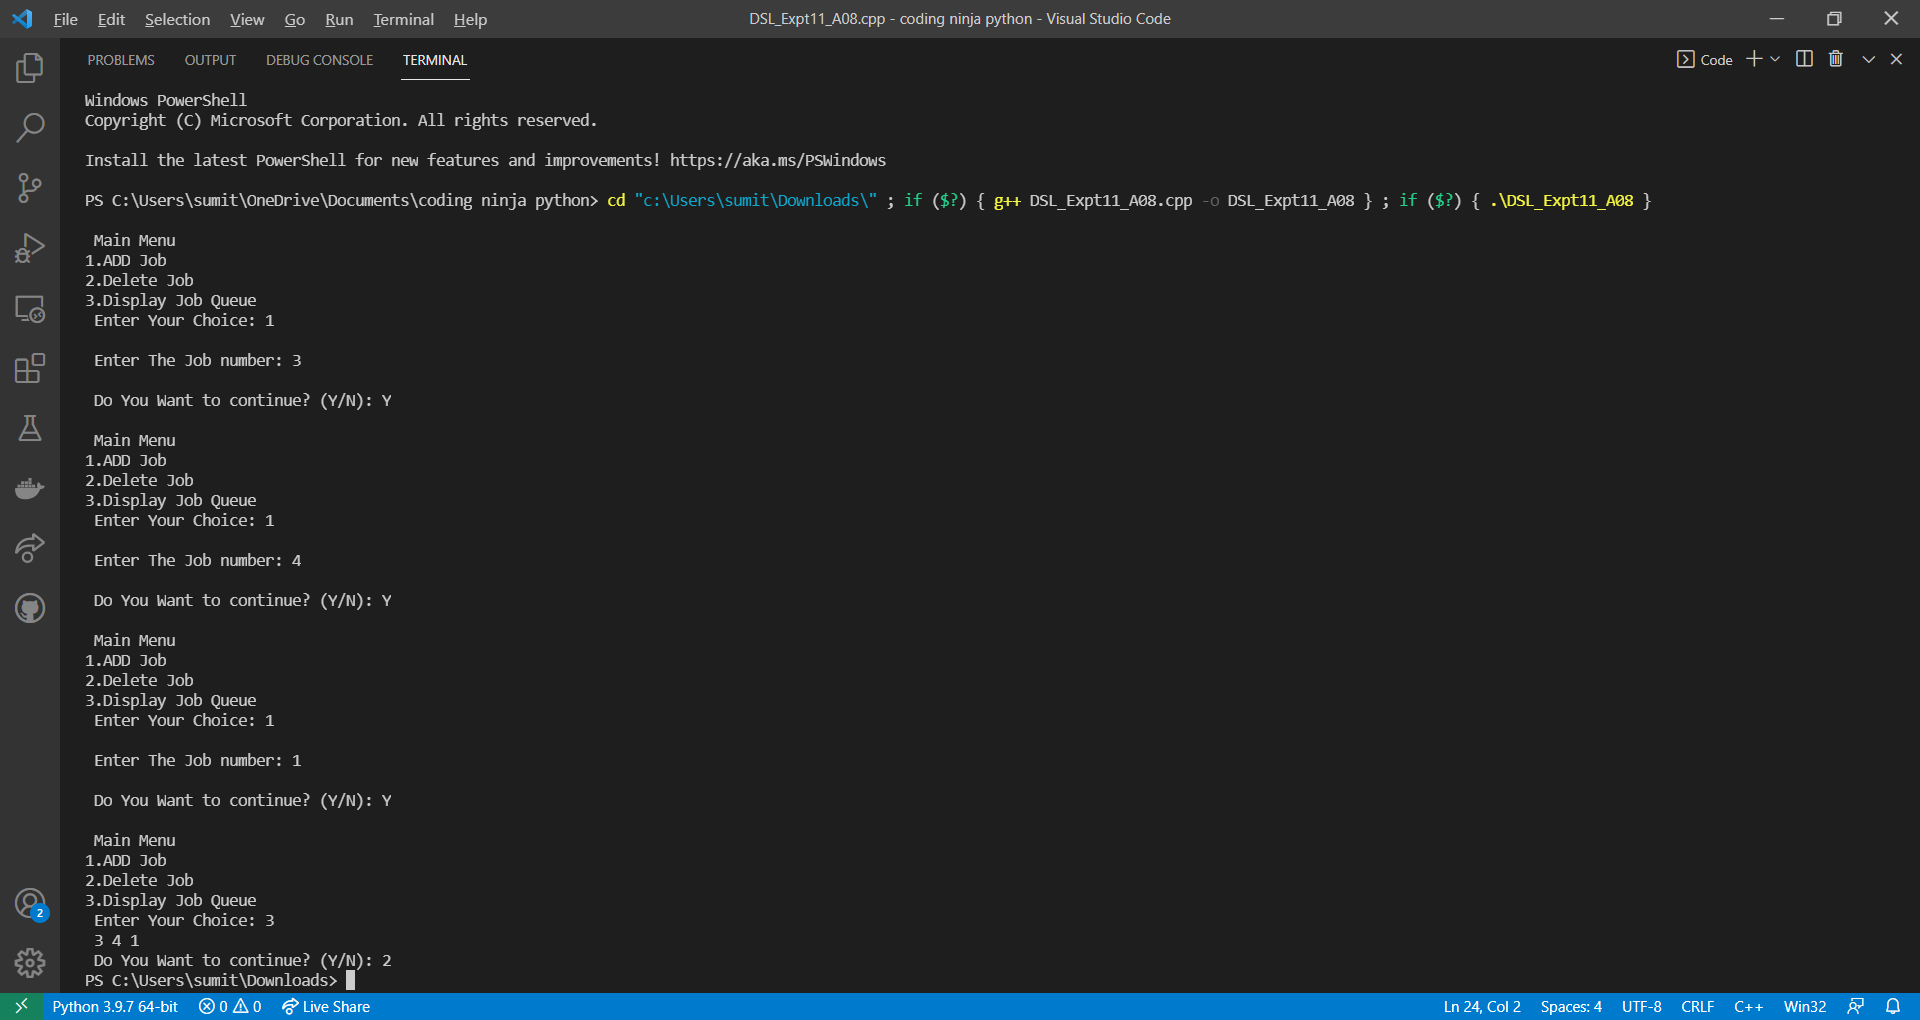 File Edit Selection View Go Run Terminal Help DSL_Expt11_A08.cpp - coding ninja python - Visual Studio Code
PROBLEMS OUTPUT DEBUG CONSOLE TERMINAL Code
Windows PowerShell
Copyright (C) Microsoft Corporation. All rights reserved.
Install the latest PowerShell for new features and improvements! https://aka.ms/PSWindows
PS C:\Users\sumit\OneDrive\Documents\coding ninja python> cd "c:\Users\sumit\Downloads\" ; if ($?) { g++ DSL_Expt11_A08.cpp -o DSL_Expt11_A08 } ; if ($?) { .\DSL_Expt11_A08 }
Main Menu
1.ADD Job
2.Delete Job
3.Display Job Queue
Enter Your Choice: 1
Enter The Job number: 3
Do You Want to continue? (Y/N): Y
Main Menu
1.ADD Job
2.Delete Job
3.Display Job Queue
Enter Your Choice: 1
Enter The Job number: 4
Do You Want to continue? (Y/N): Y
Main Menu
1.ADD Job
2.Delete Job
3.Display Job Queue
Enter Your Choice: 1
Enter The Job number: 1
Do You Want to continue? (Y/N): Y
Main Menu
1.ADD Job
2.Delete Job
3.Display Job Queue
Enter Your Choice: 3
3 4 1
Do You Want to continue? (Y/N): 2
PS C:\Users\sumit\Downloads>
2
Python 3.9.7 64-bit 0 0 Live Share Ln 24, Col 2 Spaces: 4 UTF-8 CRLF C++ Win32